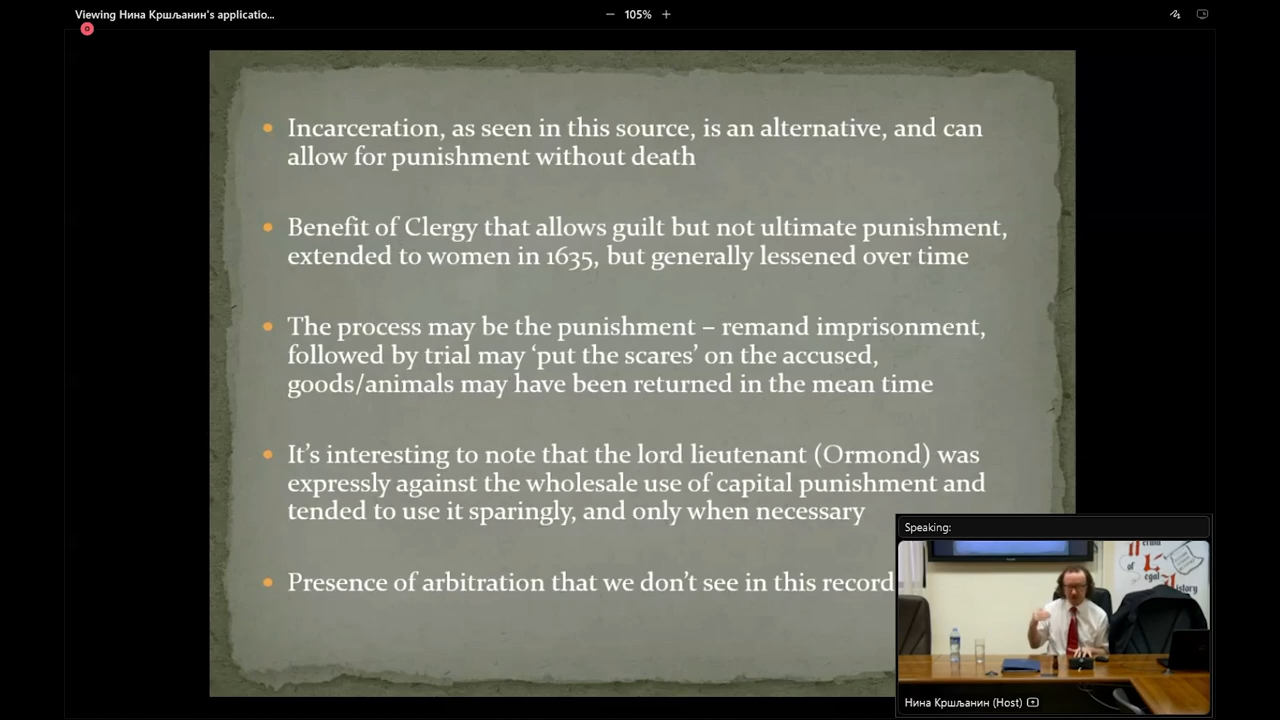 Viewing Нина Кршљанин's applicatio...
105%
Incarceration, as seen in this source, is an alternative, and can
allow for punishment without death
Benefit of Clergy that allows guilt but not ultimate punishment,
extended to women in 1635, but generally lessened over time
The process may be the punishment – remand imprisonment,
followed by trial may ‘put the scares’ on the accused,
goods/animals may have been returned in the mean time
It’s interesting to note that the lord lieutenant (Ormond) was
expressly against the wholesale use of capital punishment and
tended to use it sparingly, and only when necessary
Presence of arbitration that we don’t see in this record
Speaking:
of
Нина Кршљанин (Host)